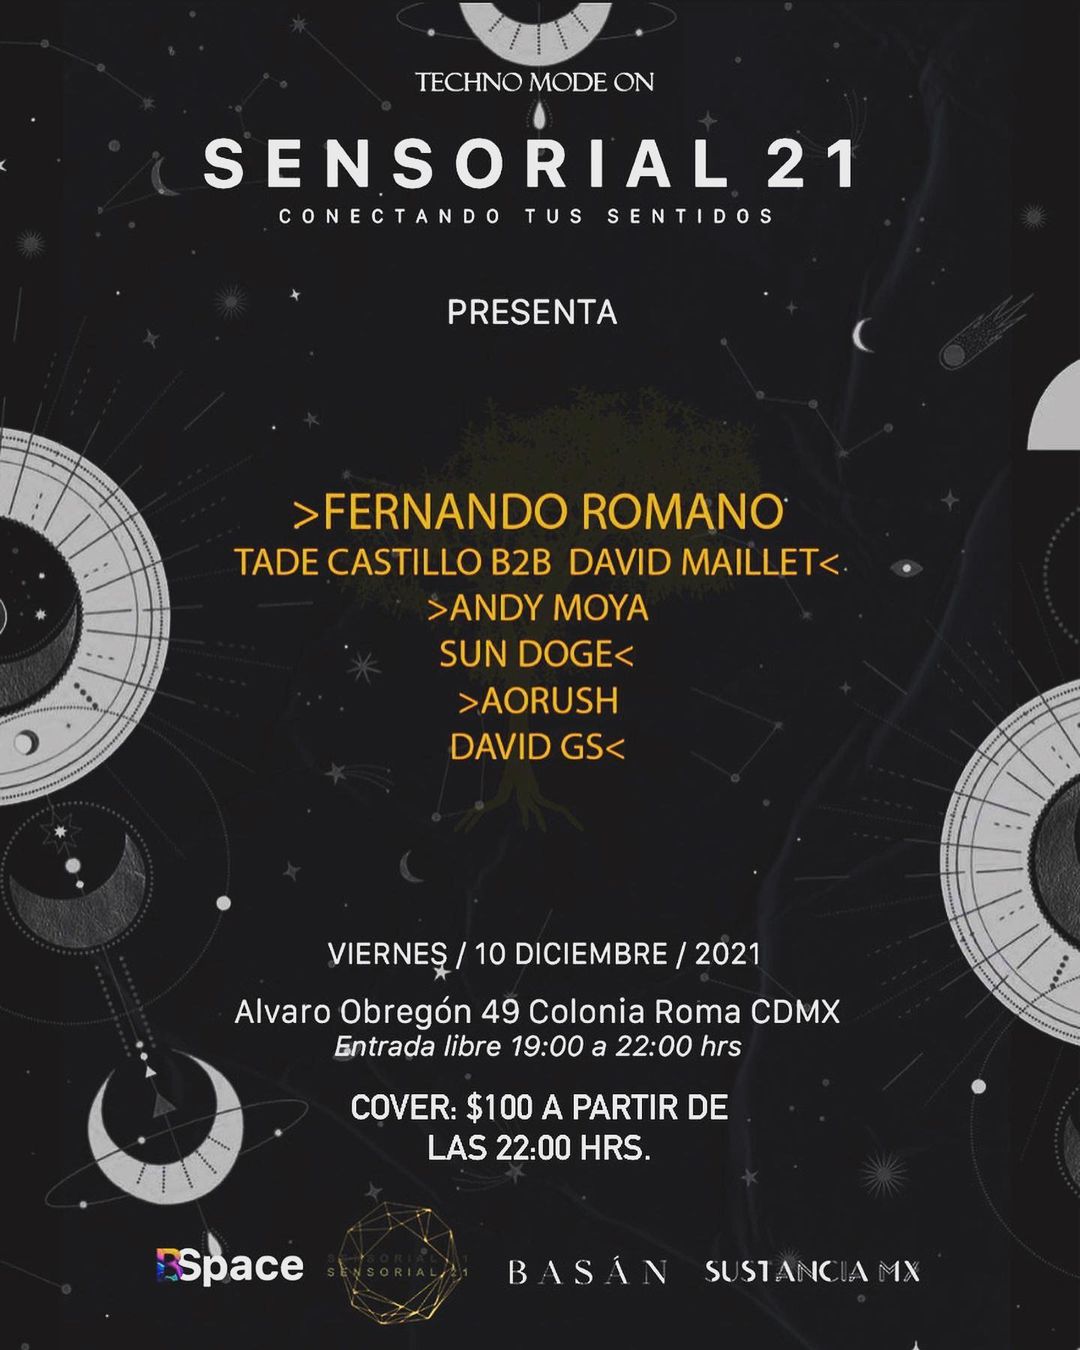 TECHNO MODE ON
SENSORIAL 21
CONECTANDO TUS SENTIDOS
PRESENTA
>FERNANDO ROMANO
TADE CASTILLO B2B DAVID MAILLET<
>ANDY MOYA
SUN DOGE<
>AORUSH
DAVID GS<
VIERNES / 10 DICIEMBRE / 2021
Alvaro Obregón 49 Colonia Roma CDMX
Entrada libre 19:00 a 22:00 hrs
COVER: $100 A PARTIR DE
LAS 22:00 HRS.
BSpace
SENSORIAL 21
SENSORIAL 21
BASÁN
SUSTANCIA MX